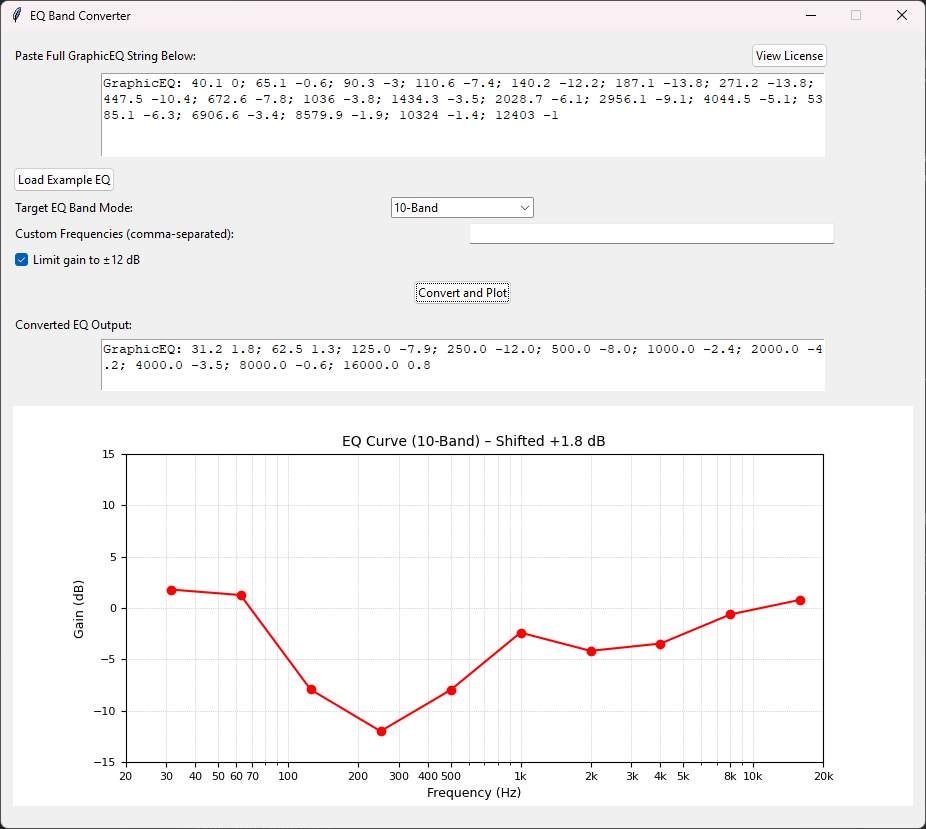 EQ Band Converter
Paste Full GraphicEQ String Below:
View License
GraphicEQ: 40.1 0; 65.1 -0.6; 90.3 -3; 110.6 -7.4; 140.2 -12.2; 187.1 -13.8; 271.2 -13.8;
447.5 -10.4; 672.6 -7.8; 1036 -3.8; 1434.3 -3.5; 2028.7 -6.1; 2956.1 -9.1; 4044.5 -5.1; 53
85.1 -6.3; 6906.6 -3.4; 8579.9 -1.9; 10324 -1.4; 12403 -1
Load Example EQ
Target EQ Band Mode:
10-Band
Custom Frequencies (comma-separated):
Limit gain to ±12 dB
Convert and Plot
Converted EQ Output:
GraphicEQ: 31.2 1.8; 62.5 1.3; 125.0 -7.9; 250.0 -12.0; 500.0 -8.0; 1000.0 -2.4; 2000.0 -4
.2; 4000.0 -3.5; 8000.0 -0.6; 16000.0 0.8
EQ Curve (10-Band) – Shifted +1.8 dB
15
10
5
0
−5
−10
−15
Gain (dB)
20 30 40 50 60 70 100 200 300 400 500 1k 2k 3k 4k 5k 8k 10k 20k
Frequency (Hz)